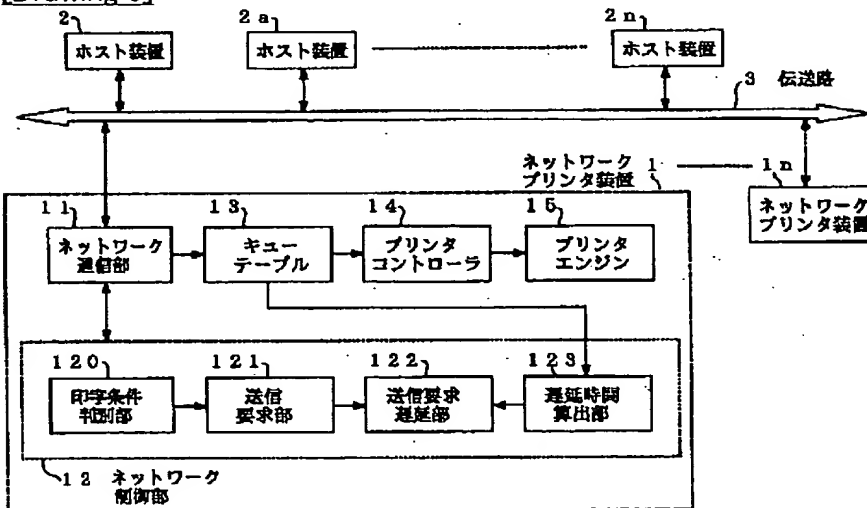 2
2a
2n
ホスト装置
ホスト装置
ホスト装置
3 伝送路
ネットワーク
プリンタ装置
1
1n
ネットワーク
プリンタ装置
11
13
14
15
ネットワーク
通信部
キュー
テーブル
プリンタ
コントローラ
プリンタ
エンジン
120
121
122
123
印字条件
判別部
送信
要求部
送信要求
遅延部
遅延時間
算出部
12 ネットワーク
制御部